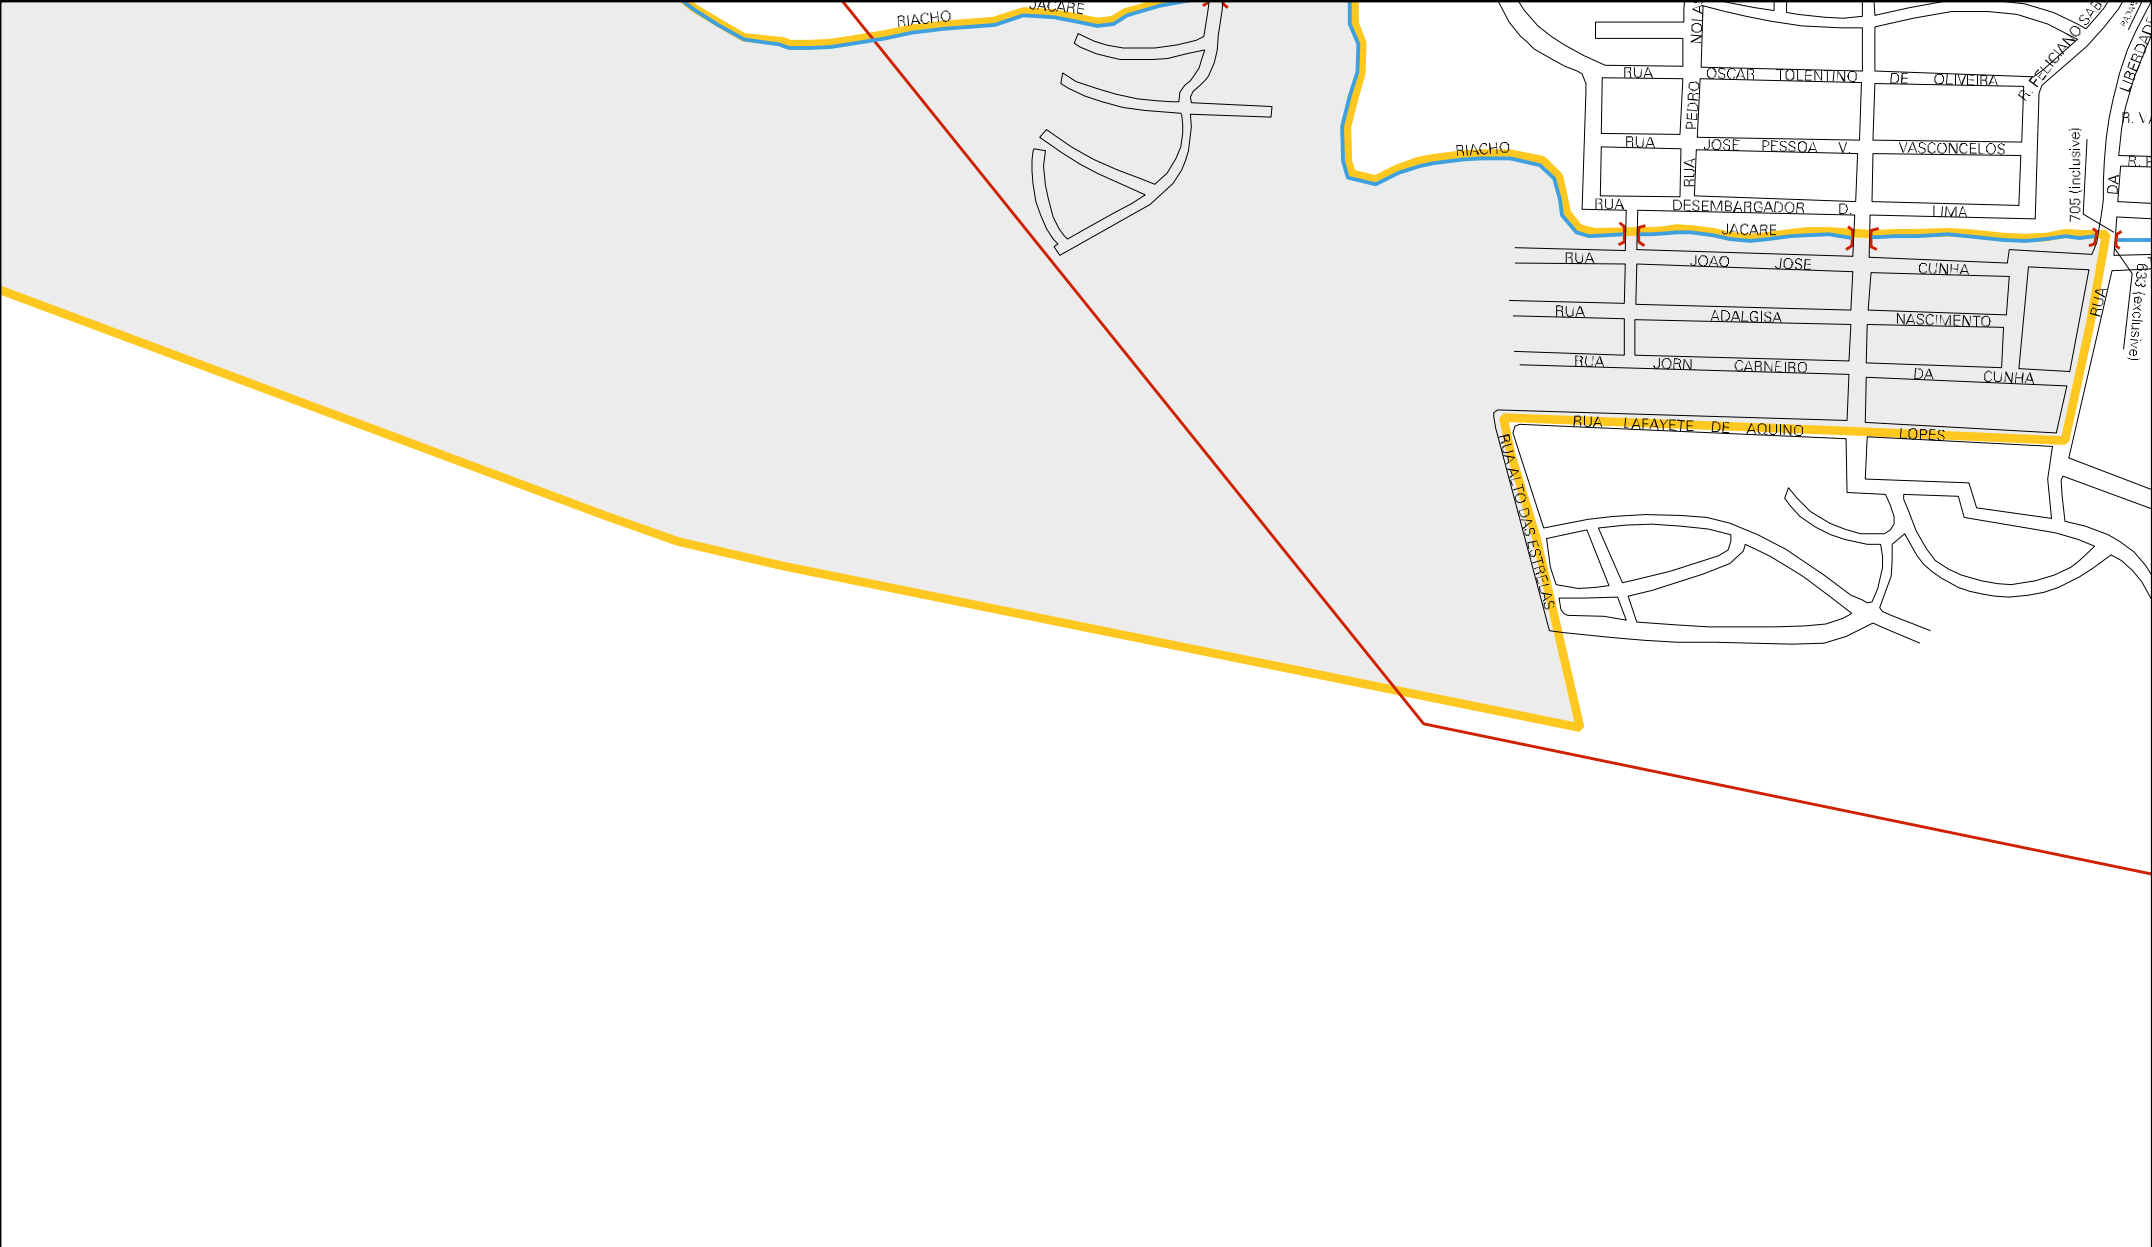 RIACHO JACARE
RIACHO
JACARE
RUA OSCAR TOLENTINO DE OLIVEIRA
RUA JOSE PESSOA V. VASCONCELOS
RUA DESEMBARGADOR D. LIMA
RUA PEDRO
R. FELICIANO
LIBERDADE
DA
RUA
705 (inclusive)
633 (exclusive)
RUA JOAO JOSE CUNHA
RUA ADALGISA NASCIMENTO
RUA JORN. CARNEIRO DA CUNHA
RUA LAFAYETE DE AQUINO LOPES
RUA ALTO DAS ESTRELAS